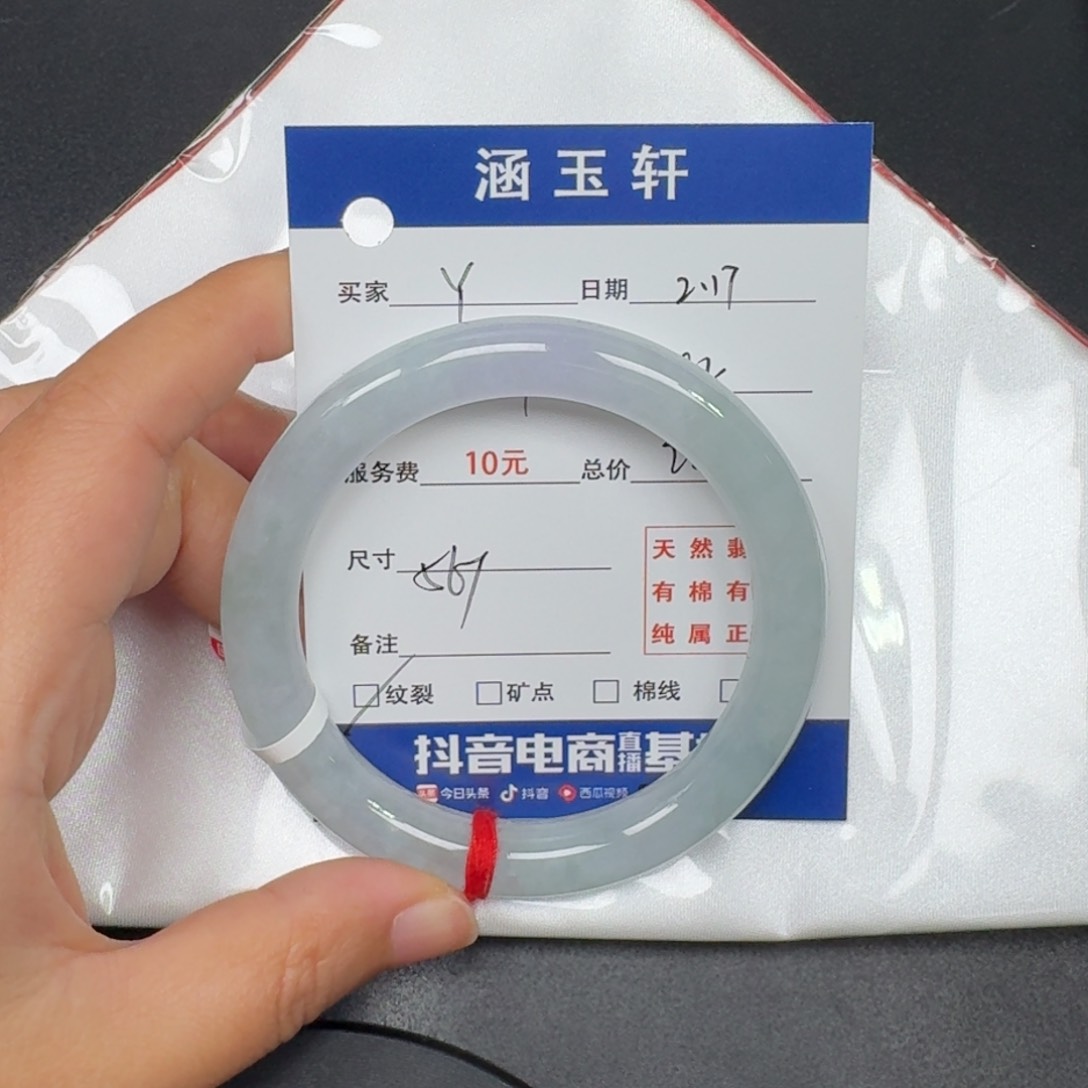 涵玉轩
买家 Y 日期 2.17
服务费 10元 总价
尺寸
天然翡
有棉有
备注 纯属正
纹裂 矿点 棉线
抖音电商直播基
今日头条 抖音 西瓜视频